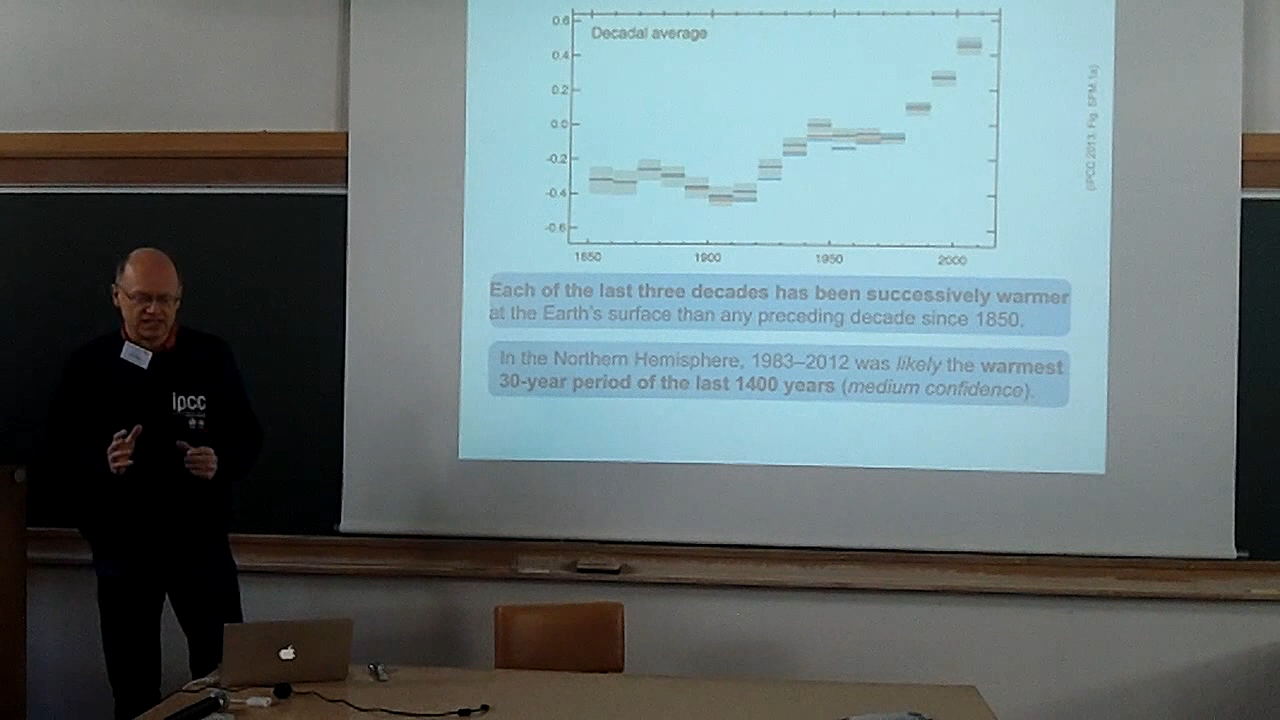 0.6
Decadal average
0.4
0.2
0.0
-0.2
-0.4
-0.6
1850 1900 1950 2000
(IPCC 2013, Fig. SPM.1a)
Each of the last three decades has been successively warmer
at the Earth's surface than any preceding decade since 1850.
In the Northern Hemisphere, 1983–2012 was likely the warmest
30-year period of the last 1400 years (medium confidence).
ipcc